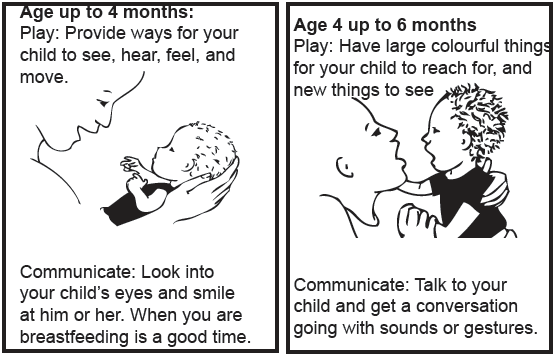 Age up to 4 months:
Play: Provide ways for your
child to see, hear, feel, and
move.
Communicate: Look into
your child's eyes and smile
at him or her. When you are
breastfeeding is a good time.
Age 4 up to 6 months
Play: Have large colourful things
for your child to reach for, and
new things to see
Communicate: Talk to your
child and get a conversation
going with sounds or gestures.